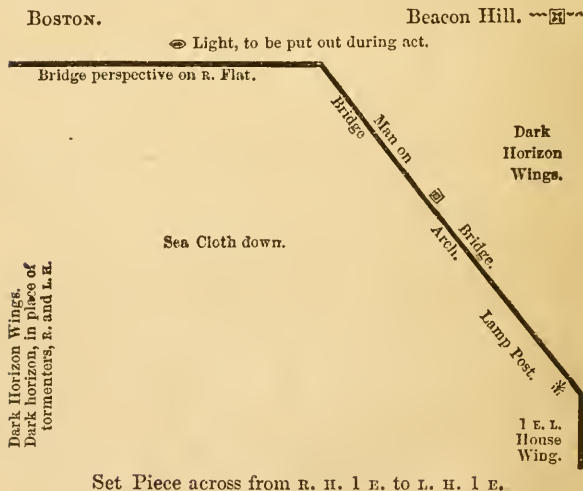 BOSTON.
Beacon Hill.
Light, to be put out during act.
Bridge perspective on R. Flat.
Bridge
Man on
Bridge.
Arch.
Dark
Horizon
Wings.
Sea Cloth down.
Dark Horizon Wings.
Dark horizon, in place of
tormenters, R. and L. H.
Lamp Post.
1 E. L.
House
Wing.
Set Piece across from R. H. 1 E. to L. H. 1 E.